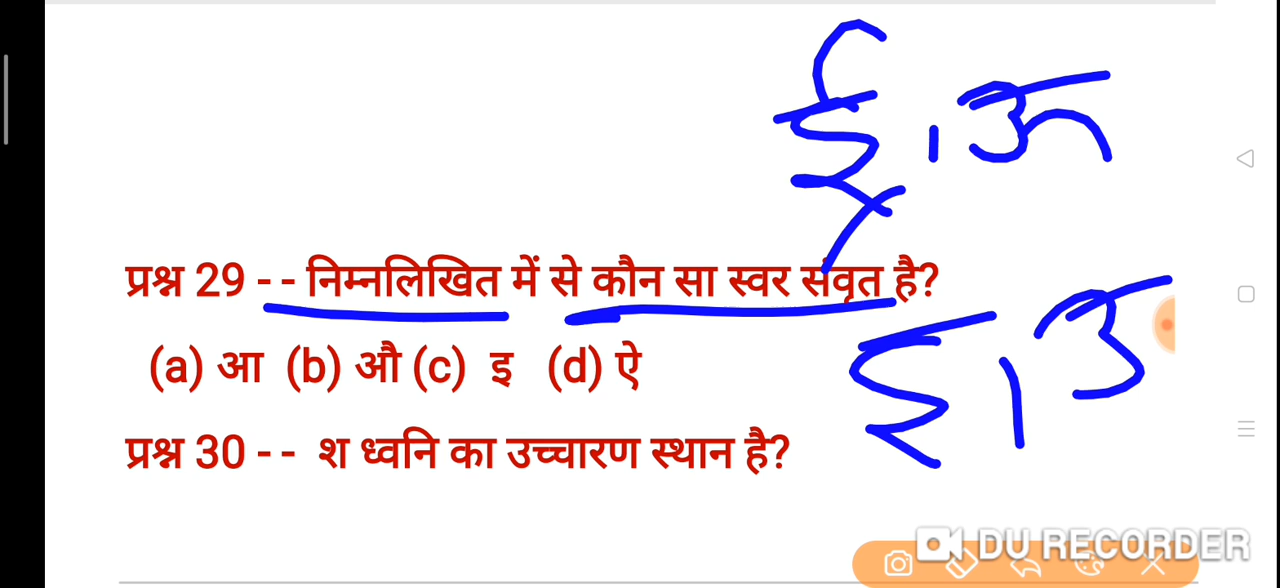 ई, ऊ
प्रश्न 29 - - निम्नलिखित में से कौन सा स्वर संवृत है?
इ, उ
(a) आ (b) औ (c) इ (d) ऐ
प्रश्न 30 - - श ध्वनि का उच्चारण स्थान है?
DU RECORDER